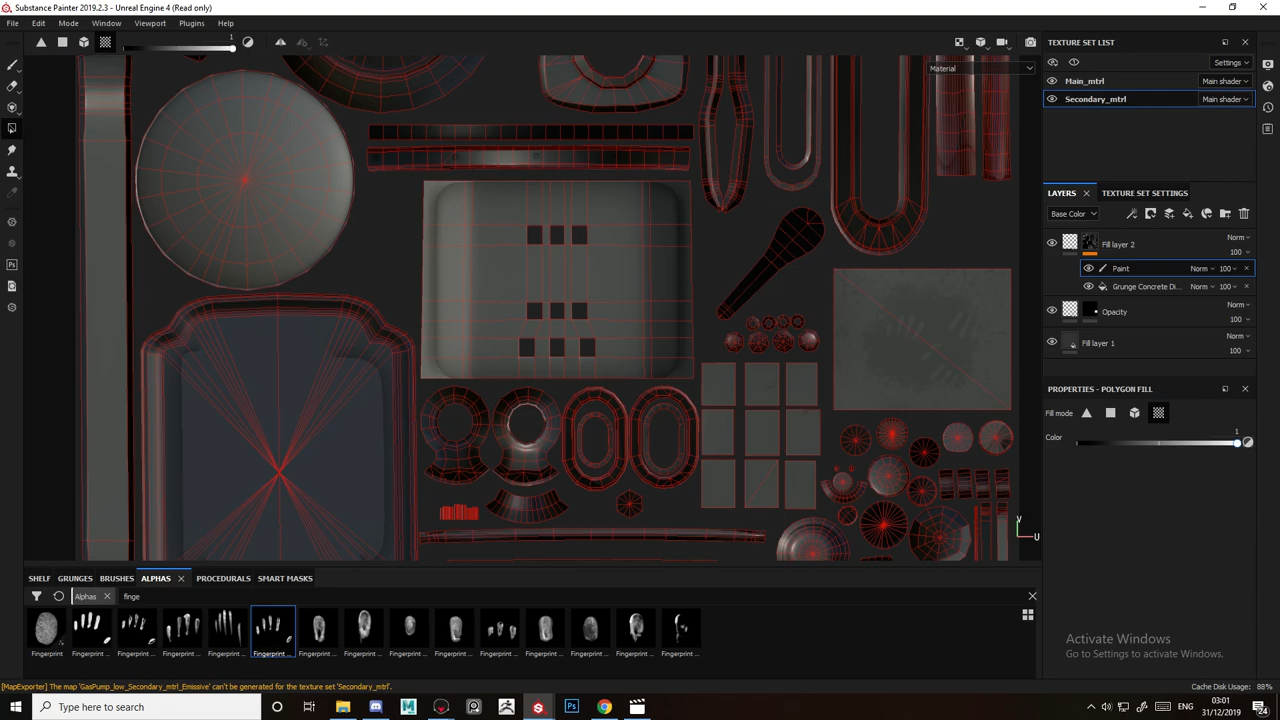 Substance Painter 2019.2.3 - Unreal Engine 4 (Read only)
File Edit Mode Window Viewport Plugins Help
1
Material
TEXTURE SET LIST
Settings
Main_mtrl Main shader
Secondary_mtrl Main shader
LAYERS TEXTURE SET SETTINGS
Base Color
Fill layer 2 Norm 100
Paint Norm 100
Grunge Concrete Di... Norm 100
Opacity Norm 100
Fill layer 1 Norm 100
PROPERTIES - POLYGON FILL
Fill mode
Color 1
V
U
SHELF GRUNGES BRUSHES ALPHAS PROCEDURALS SMART MASKS
Alphas finge
Fingerprint Fingerprint ... Fingerprint ... Fingerprint ... Fingerprint ... Fingerprint ... Fingerprint ... Fingerprint ... Fingerprint ... Fingerprint ... Fingerprint ... Fingerprint ... Fingerprint ... Fingerprint ... Fingerprint ...
Activate Windows
Go to Settings to activate Windows.
[MapExporter] The map 'GasPump_low_Secondary_mtrl_Emissive' can't be generated for the texture set 'Secondary_mtrl'.
Cache Disk Usage: 88%
Type here to search
Ps
ENG
03:01
31/12/2019
24